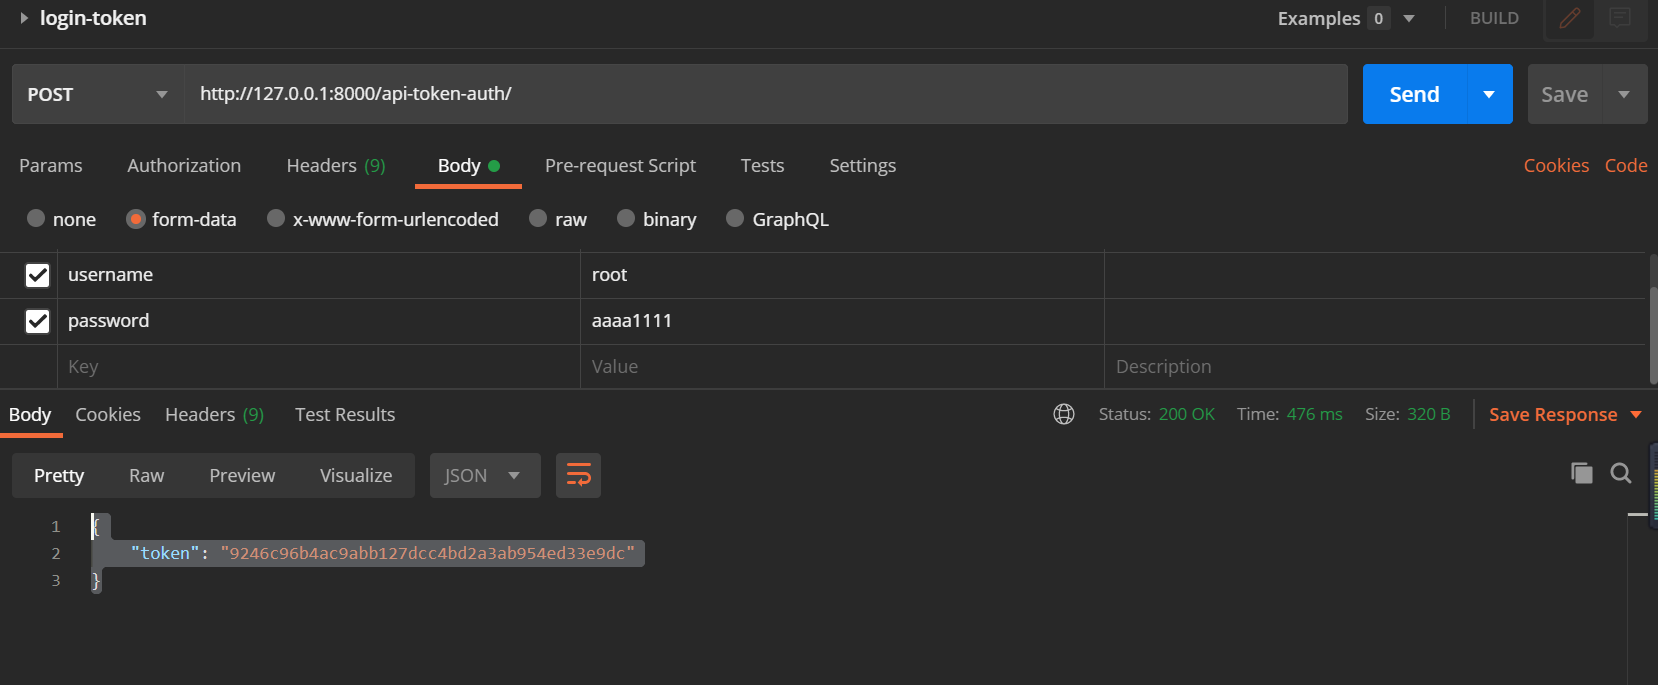 login-token
Examples 0 BUILD
POST http://127.0.0.1:8000/api-token-auth/ Send Save
Params Authorization Headers (9) Body Pre-request Script Tests Settings Cookies Code
none form-data x-www-form-urlencoded raw binary GraphQL
username root
password aaaa1111
Key Value Description
Body Cookies Headers (9) Test Results Status: 200 OK Time: 476 ms Size: 320 B Save Response
Pretty Raw Preview Visualize JSON
1 {
2 "token": "9246c96b4ac9abb127dcc4bd2a3ab954ed33e9dc"
3 }